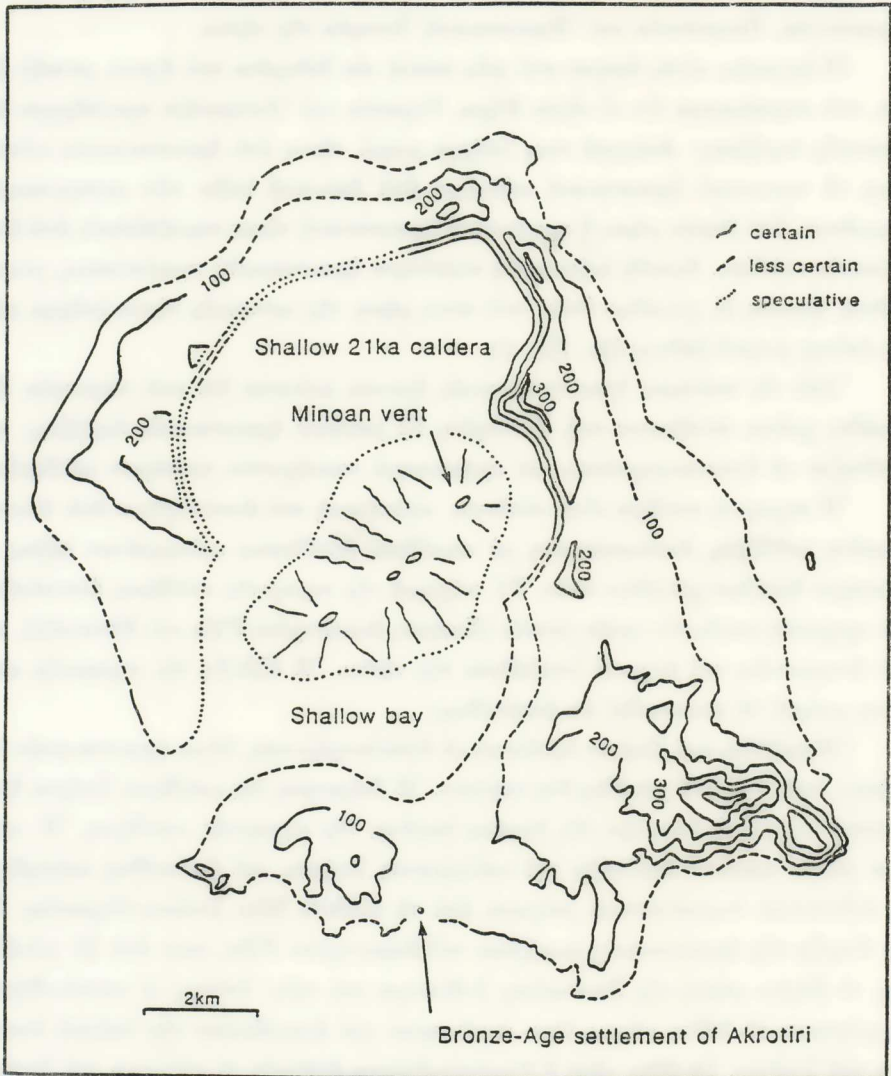 200
100
certain
less certain
speculative
Shallow 21ka caldera
200
300
Minoan vent
200
100
200
Shallow bay
200
300
100
2km
Bronze-Age settlement of Akrotiri